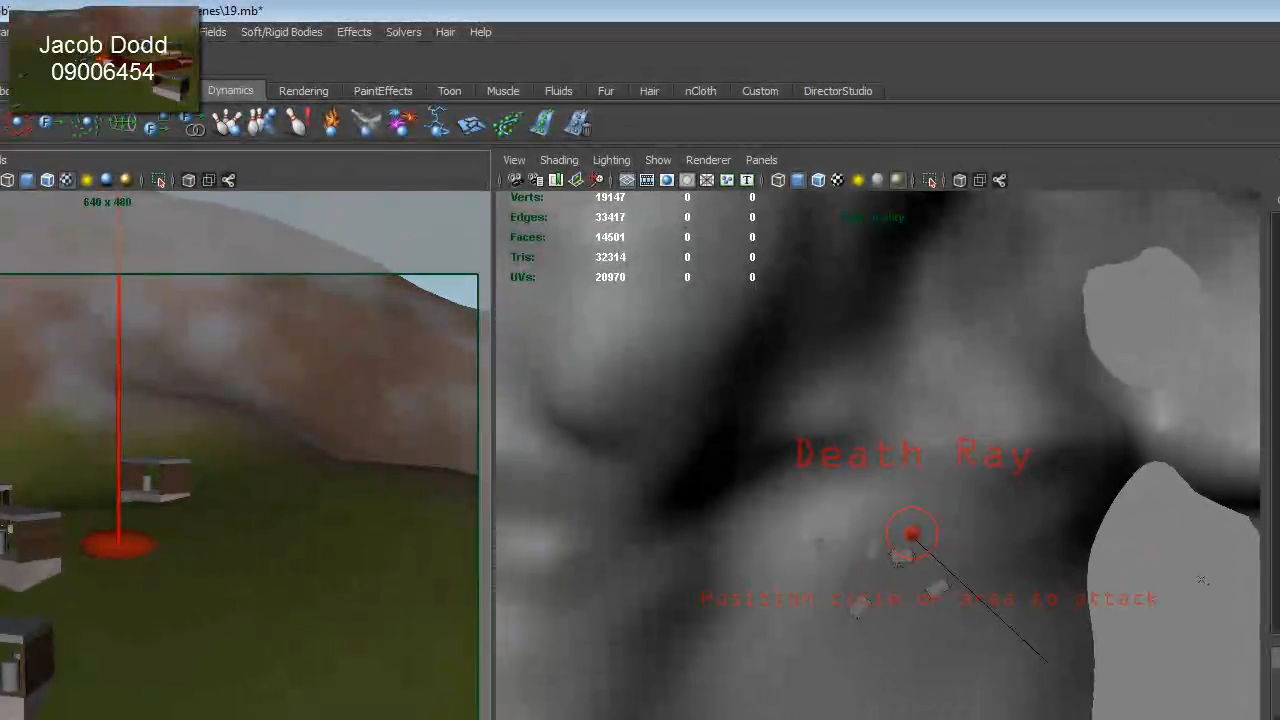 enes\19.mb*
Jacob Dodd
09006454
Fields Soft/Rigid Bodies Effects Solvers Hair Help
Dynamics Rendering PaintEffects Toon Muscle Fluids Fur Hair nCloth Custom DirectorStudio
View Shading Lighting Show Renderer Panels
640 x 480
Verts: 19147 0 0
Edges: 33417 0 0
Faces: 14501 0 0
Tris: 32314 0 0
UVs: 20970 0 0
Death Ray
Position circle on area to attack